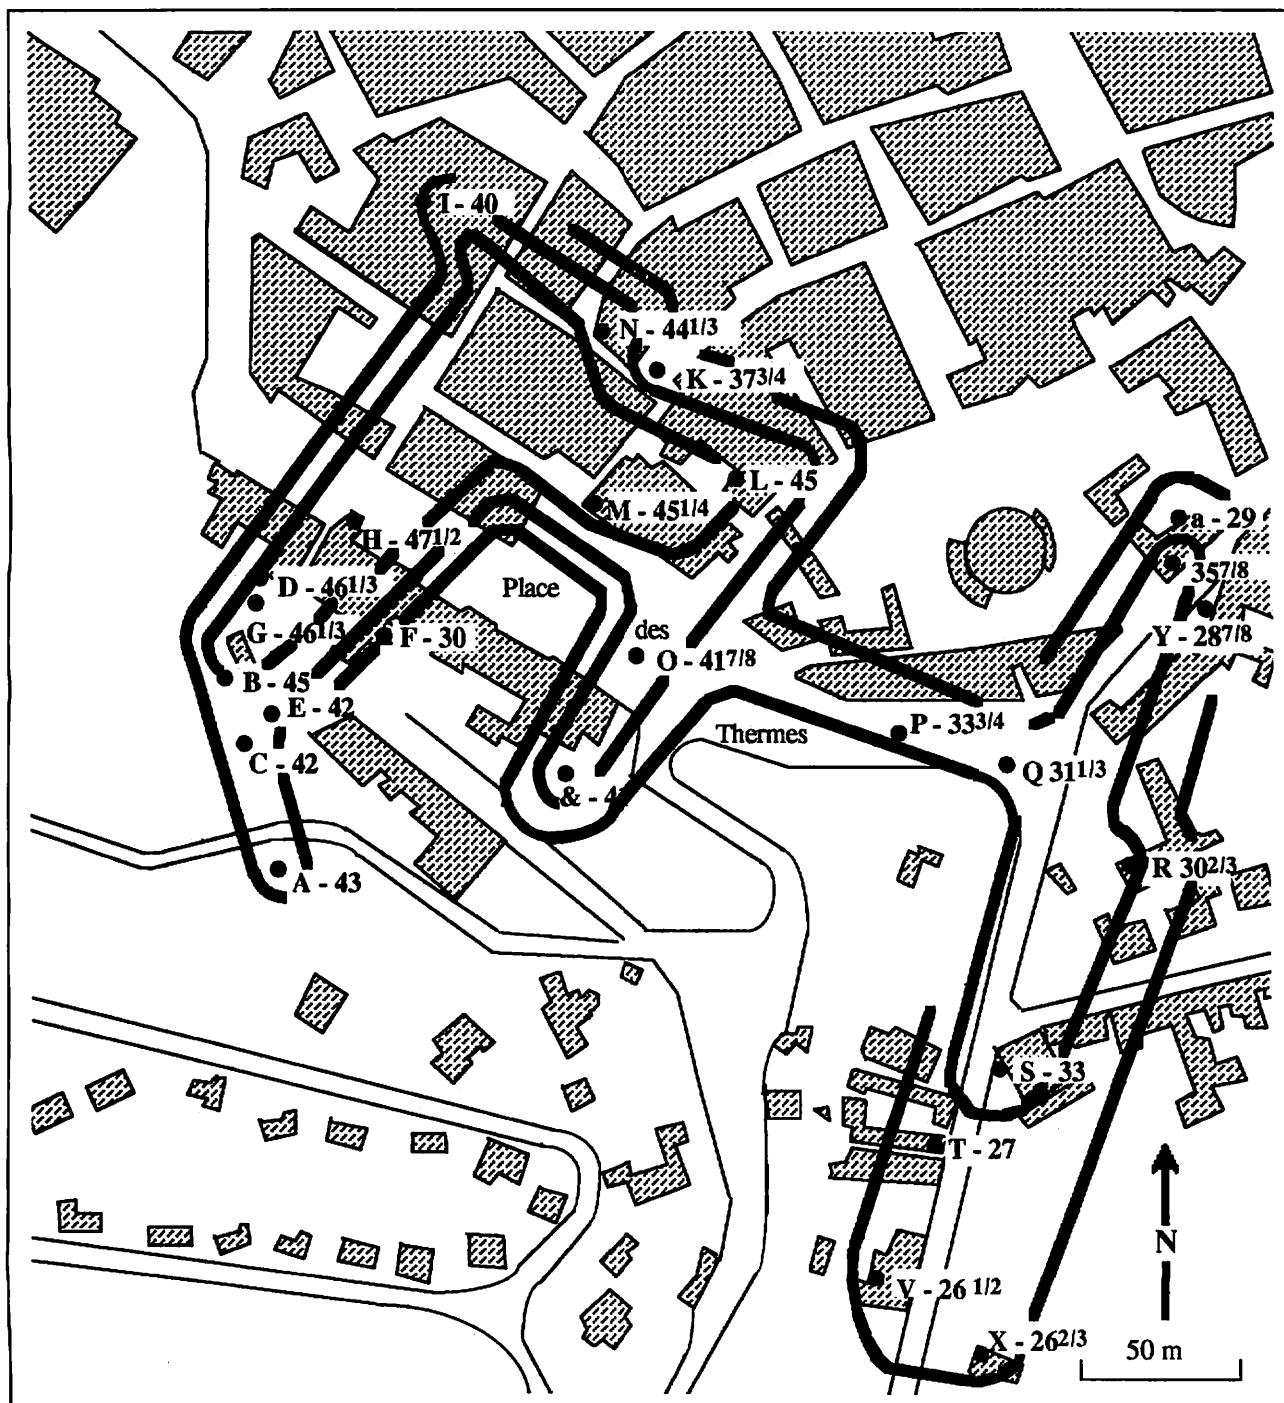 I - 40
N - 44 1/3
K - 37 3/4
L - 45
M - 45 1/4
H - 47 1/2
a - 29
D - 46 1/3
Place
35 7/8
G - 46 1/3
F - 30
des
Y - 28 7/8
O - 41 7/8
B - 45
E - 42
P - 33 3/4
Thermes
C - 42
Q 31 1/3
& - 4
A - 43
R 30 2/3
S - 33
T - 27
N
V - 26 1/2
X - 26 2/3
50 m